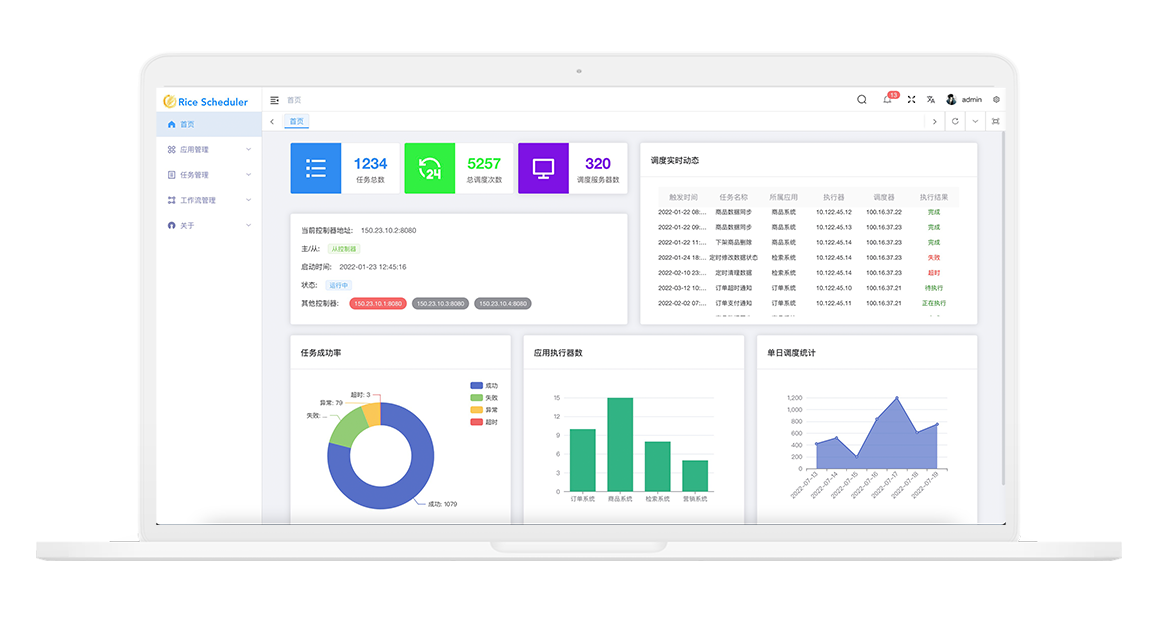 Rice Scheduler
首页
13
admin
首页
首页
应用管理
任务管理
工作流管理
关于
1234
任务总数
5257
总调度次数
24
320
调度服务器数
当前控制器地址: 150.23.10.2:8080
主/从: 从控制器
启动时间: 2022-01-23 12:45:16
状态: 运行中
其他控制器: 150.23.10.1:8080 150.23.10.3:8080 150.23.10.4:8080
调度实时动态
触发时间 任务名称 所属应用 执行器 调度器 执行结果
2022-01-22 08:... 商品数据同步 商品系统 10.122.45.12 100.16.37.22 完成
2022-01-22 09:... 商品数据同步 商品系统 10.122.45.13 100.16.37.23 完成
2022-01-22 11:... 下架商品删除 商品系统 10.122.45.14 100.16.37.23 完成
2022-01-24 18:... 定时修改数据状态 检索系统 10.122.45.14 100.16.37.23 失败
2022-02-10 23:... 定时清理数据 检索系统 10.122.45.14 100.16.37.23 超时
2022-03-12 10:... 订单超时通知 订单系统 10.122.45.10 100.16.37.21 待执行
2022-02-02 07:... 订单支付通知 订单系统 10.122.45.11 100.16.37.21 正在执行
任务成功率
成功
失败
异常
超时
超时: 3
异常: 79
失败: ...
成功: 1079
应用执行器数
15
12
9
6
3
0
订单系统 商品系统 检索系统 营销系统
单日调度统计
1,200
1,000
800
600
400
200
0
2022-07-13 2022-07-14 2022-07-15 2022-07-16 2022-07-17 2022-07-18 2022-07-19